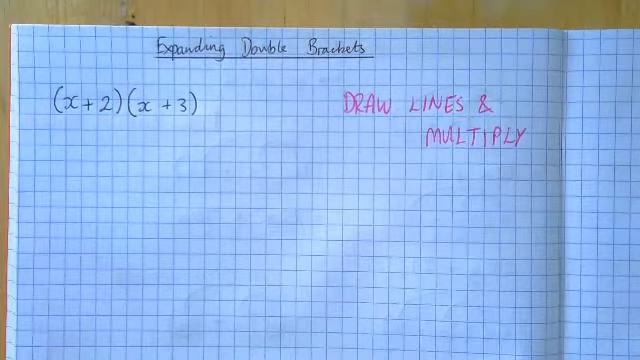 Expanding Double Brackets
(x + 2)(x + 3)
DRAW LINES &
MULTIPLY